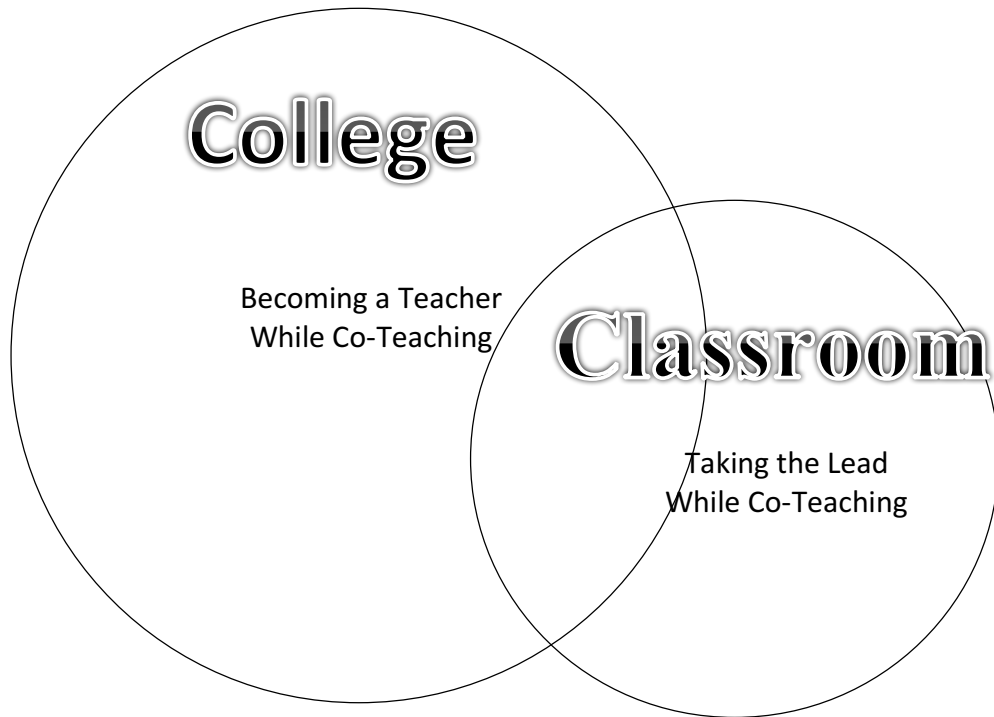 College
Becoming a Teacher
While Co-Teaching
Classroom
Taking the Lead
While Co-Teaching